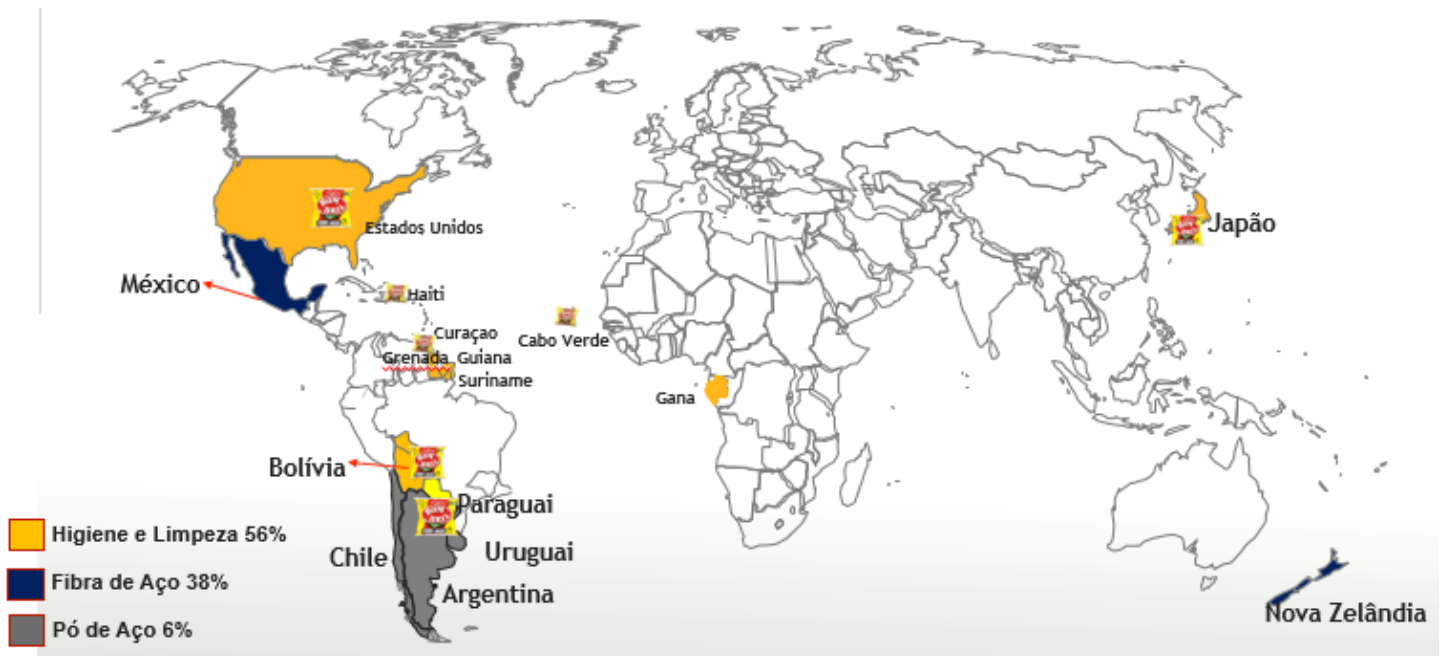 Estados Unidos
Japão
México
Haiti
Curaçao
Cabo Verde
Grenada Guiana
Suriname
Gana
Bolívia
Paraguai
Higiene e Limpeza 56%
Chile
Uruguai
Fibra de Aço 38%
Argentina
Nova Zelândia
Pó de Aço 6%